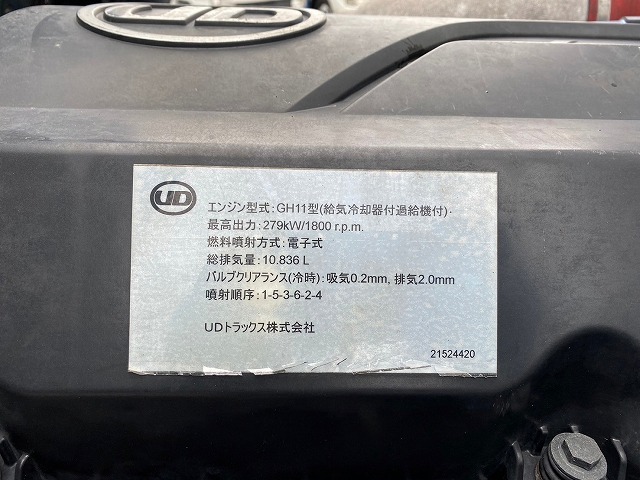 UD
UD
エンジン型式:GH11型(給気冷却器付過給機付)·
最高出力:279kW/1800 r.p.m.
燃料噴射方式:電子式
総排気量:10.836 L
バルブクリアランス(冷時):吸気0.2mm, 排気2.0mm
噴射順序:1-5-3-6-2-4
UDトラックス株式会社
21524420